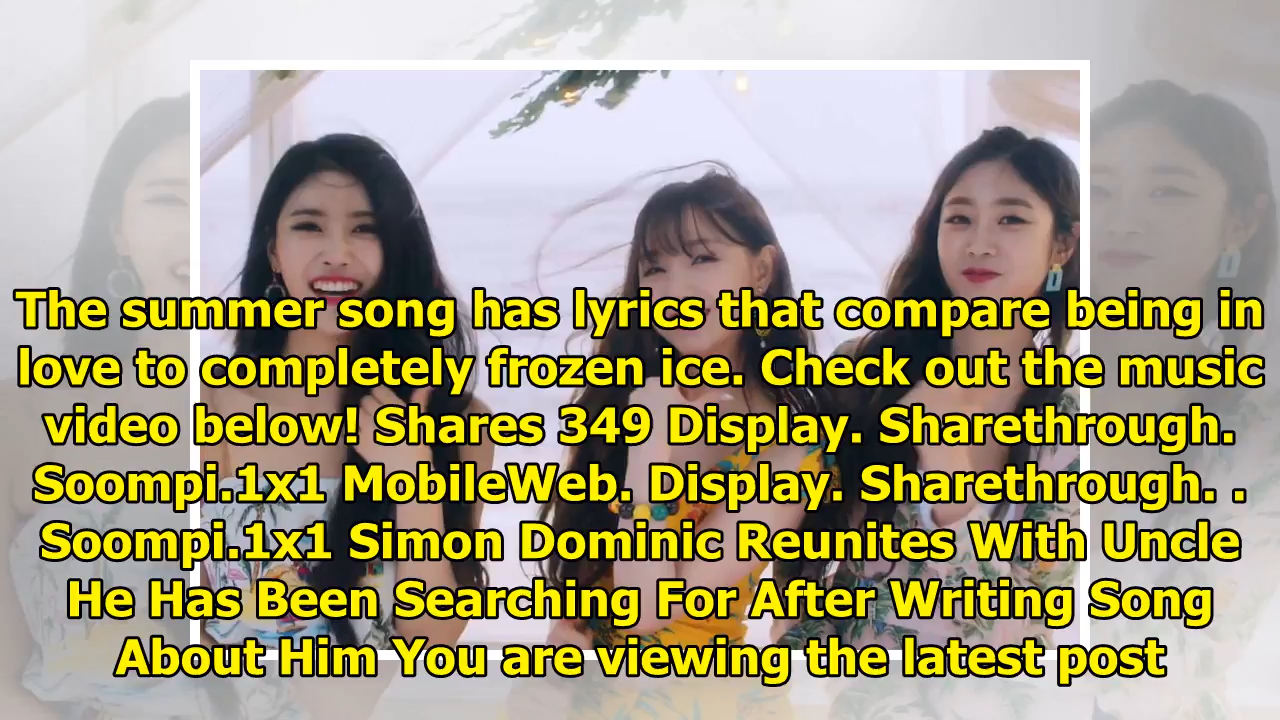 The summer song has lyrics that compare being in
love to completely frozen ice. Check out the music
video below! Shares 349 Display. Sharethrough.
Soompi.1x1 MobileWeb. Display. Sharethrough. .
Soompi.1x1 Simon Dominic Reunites With Uncle
He Has Been Searching For After Writing Song
About Him You are viewing the latest post